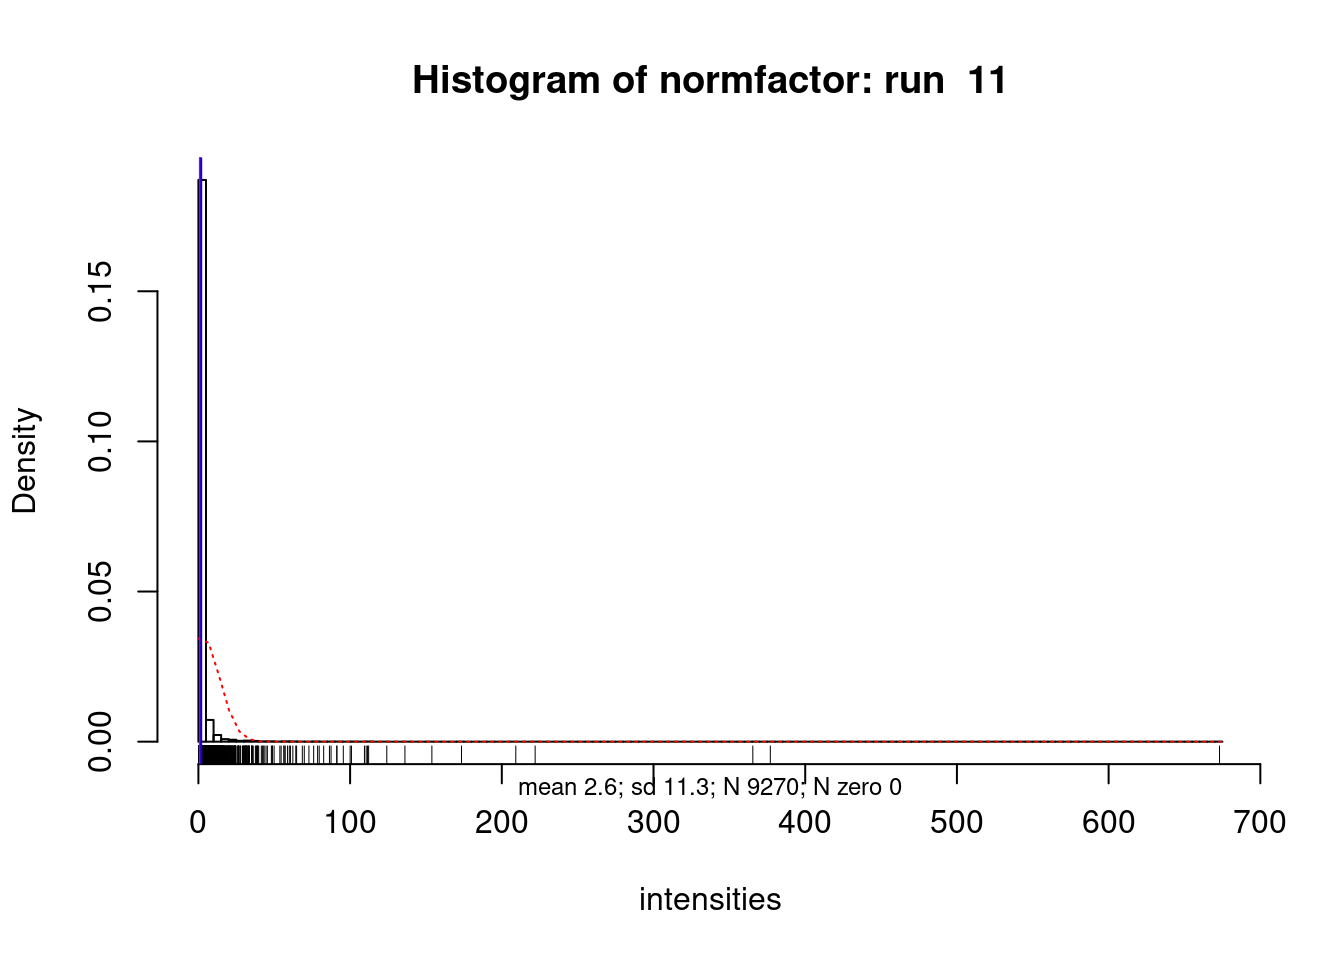 Histogram of normfactor: run  11
Density
0.00 0.05 0.10 0.15
mean 2.6; sd 11.3; N 9270; N zero 0
0 100 200 300 400 500 600 700
intensities